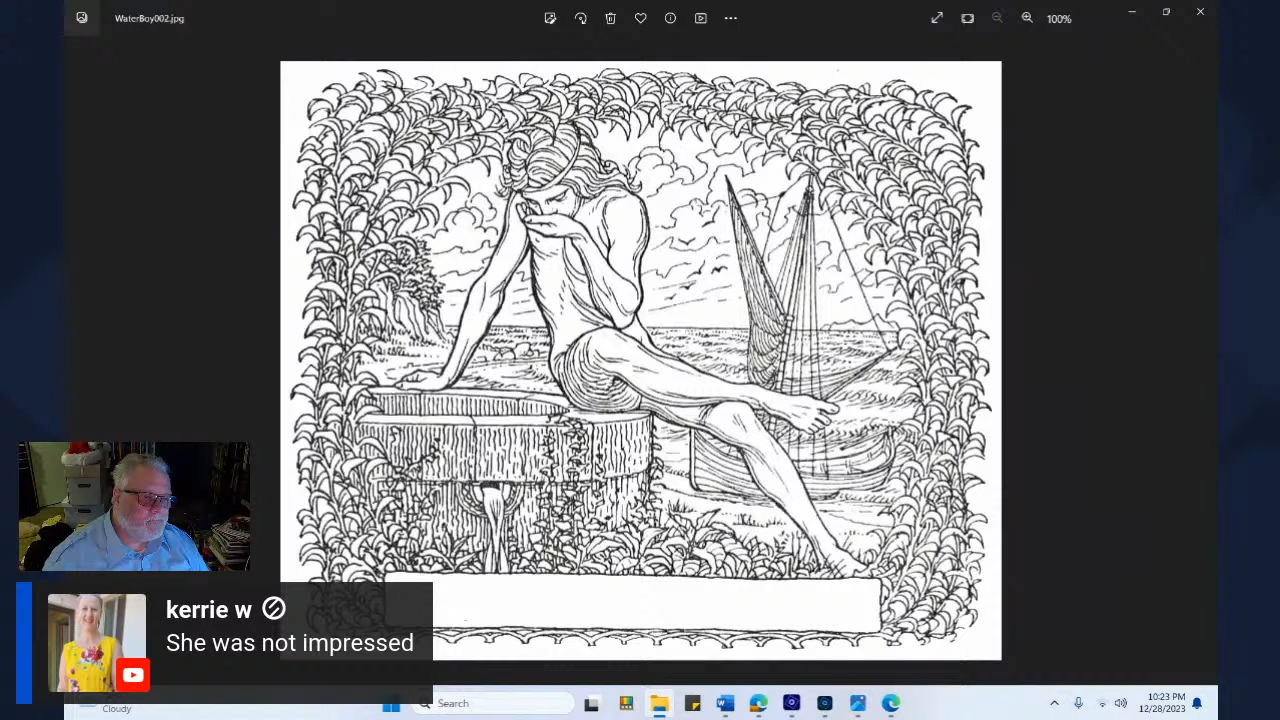 WaterBoy002.jpg
100%
kerrie w
She was not impressed
Cloudy
Search
10:23 PM
12/28/2023